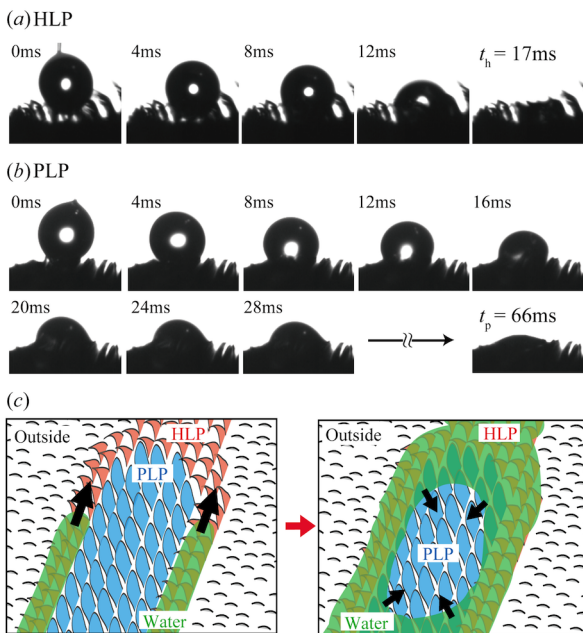 (a) HLP
0ms 4ms 8ms 12ms th = 17ms
(b) PLP
0ms 4ms 8ms 12ms 16ms
20ms 24ms 28ms tp = 66ms
(c)
Outside HLP Outside HLP
PLP
PLP
Water Water